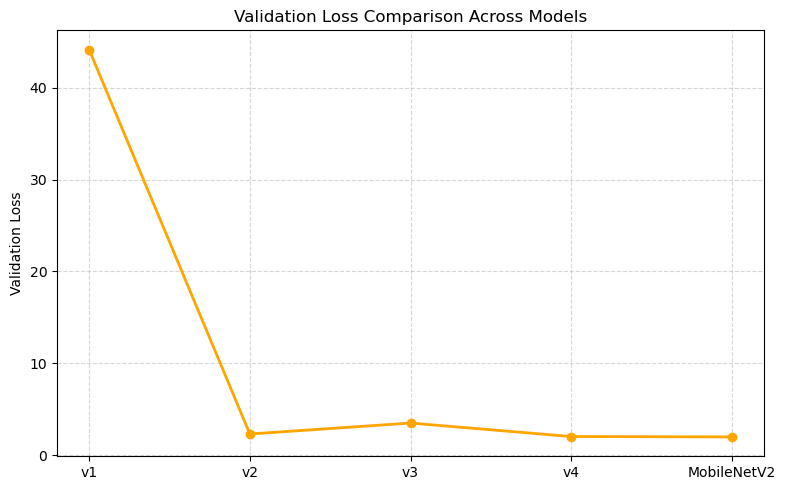 Validation Loss Comparison Across Models
Validation Loss
40
30
20
10
0
v1
v2
v3
v4
MobileNetV2